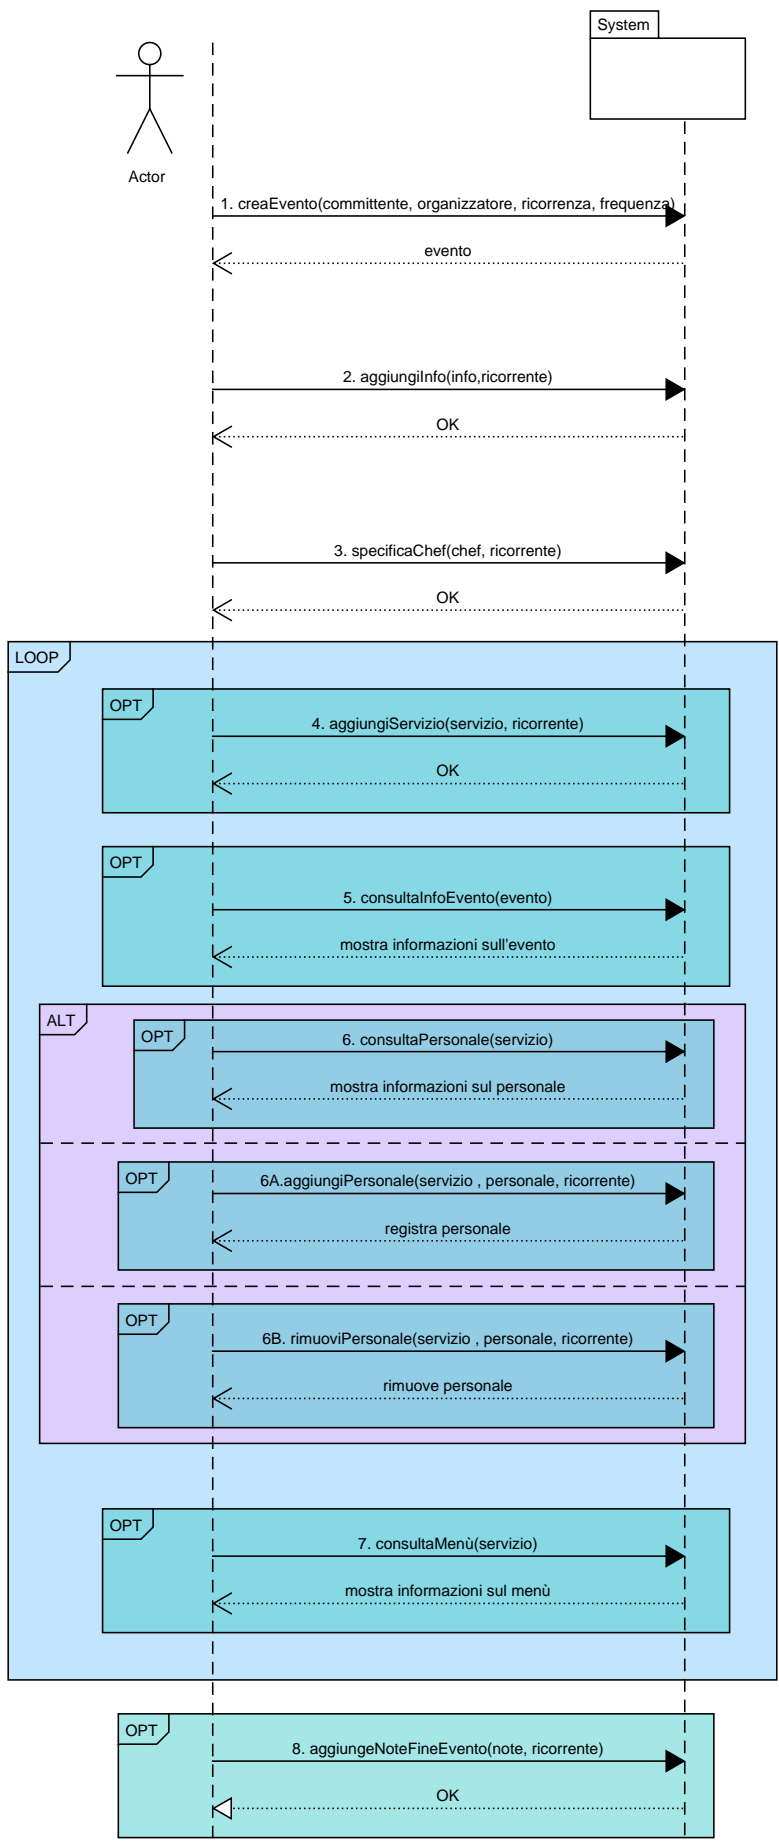 System
Actor
1. creaEvento(committente, organizzatore, ricorrenza, frequenza)
evento
2. aggiungiInfo(info,ricorrente)
OK
3. specificaChef(chef, ricorrente)
OK
LOOP
OPT
4. aggiungiServizio(servizio, ricorrente)
OK
OPT
5. consultaInfoEvento(evento)
mostra informazioni sull'evento
ALT
OPT
6. consultaPersonale(servizio)
mostra informazioni sul personale
OPT
6A.aggiungiPersonale(servizio , personale, ricorrente)
registra personale
OPT
6B. rimuoviPersonale(servizio , personale, ricorrente)
rimuove personale
OPT
7. consultaMenù(servizio)
mostra informazioni sul menù
OPT
8. aggiungeNoteFineEvento(note, ricorrente)
OK